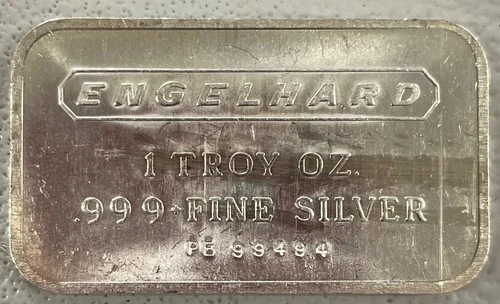 ENGELHARD
1 TROY OZ.
.999+FINE SILVER
PE 99494